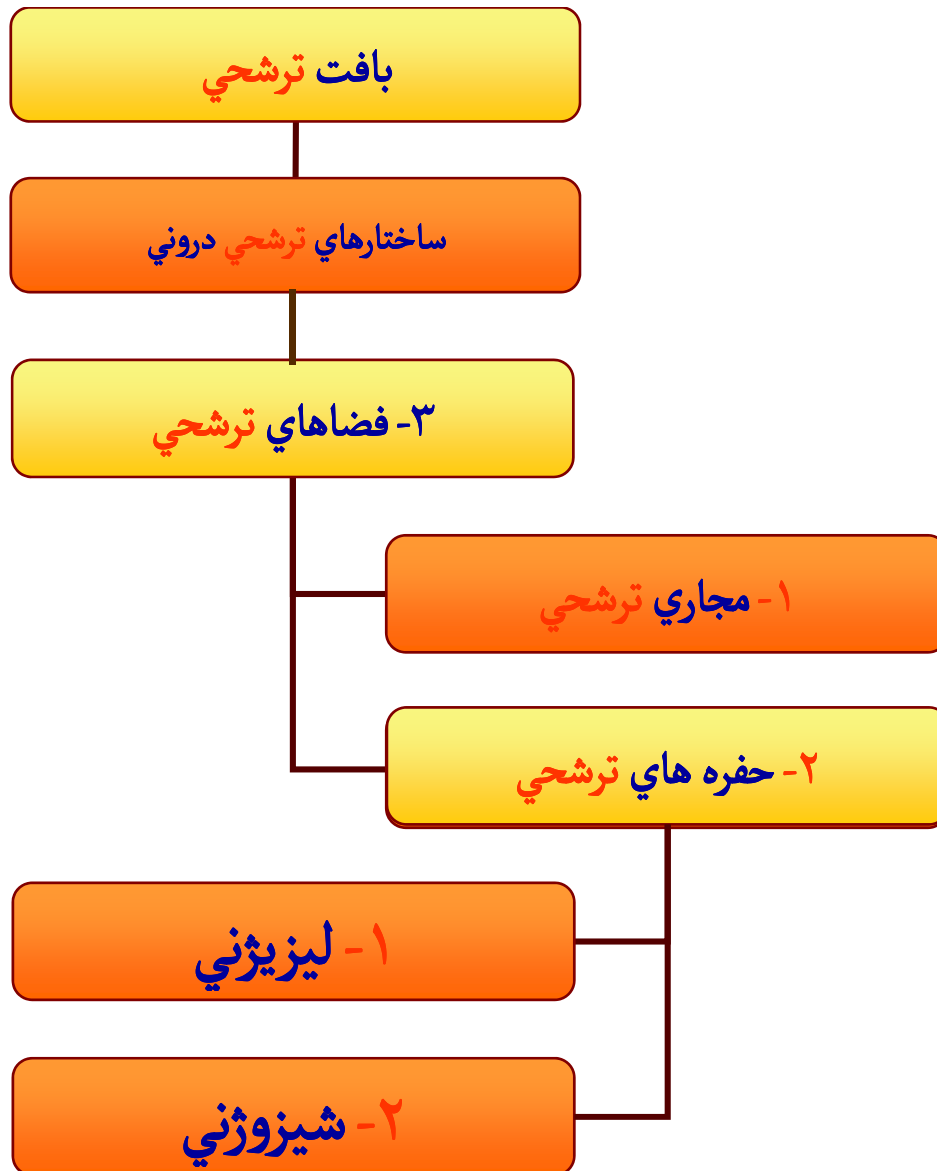 بافت ترشحي
ساختارهاي ترشحي دروني
۳- فضاهاي ترشحي
۱- مجاري ترشحي
۲- حفره هاي ترشحي
۱- ليزيژني
۲- شيزوژني